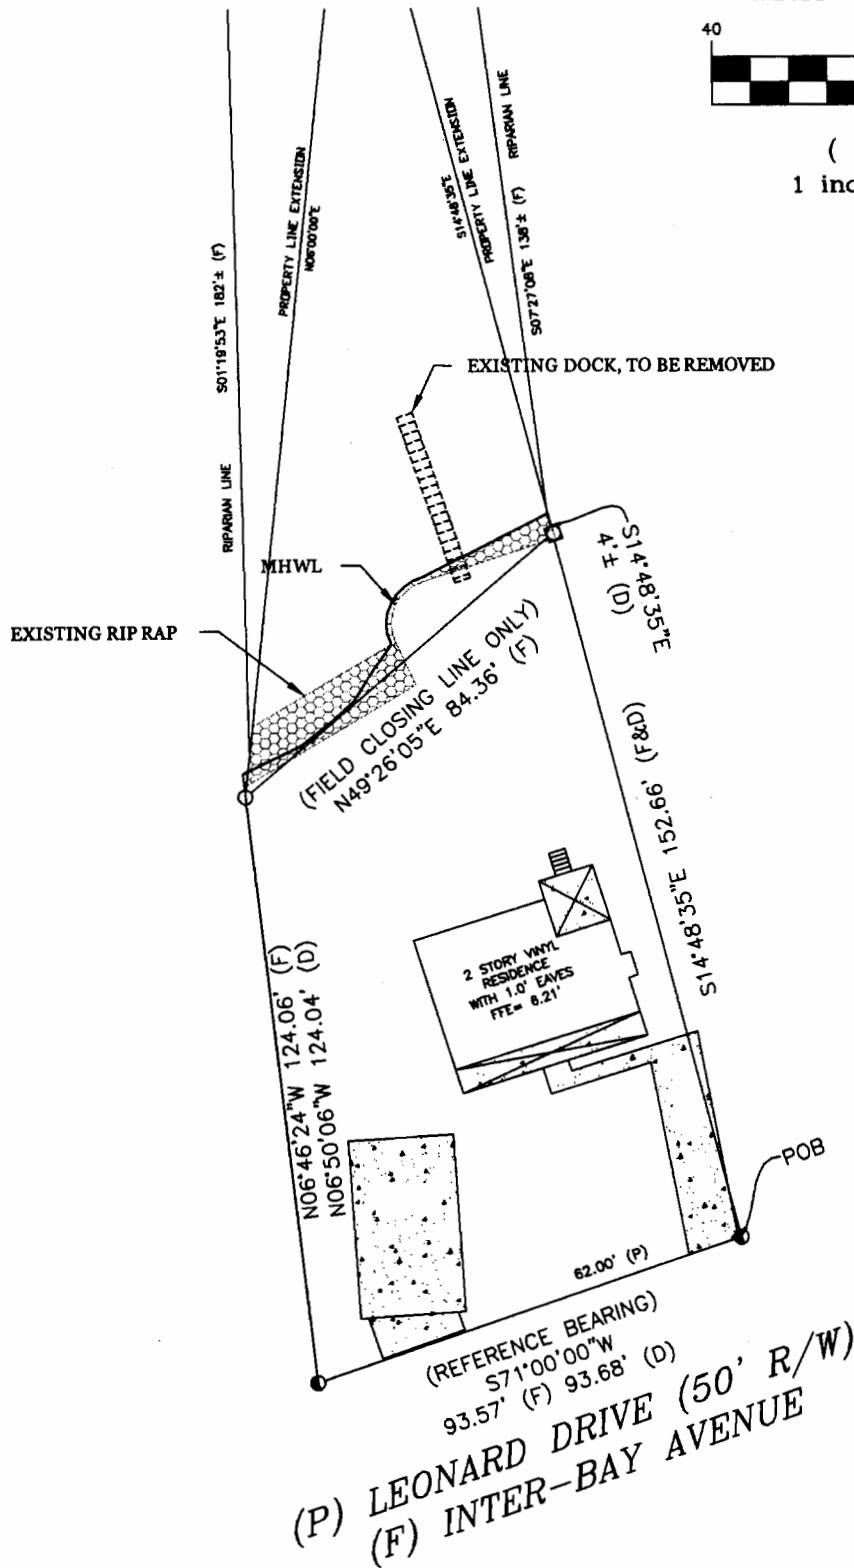 40
(
1 inc
RIPARIAN LINE
S01°19'53"E 182'± (F)
PROPERTY LINE EXTENSION
N06°00'00"E
S14°48'35"E
PROPERTY LINE EXTENSION
S07°27'08"E 138'± (F)
RIPARIAN LINE
EXISTING DOCK, TO BE REMOVED
MHWL
EXISTING RIP RAP
S14°48'35"E
4'± (D)
(FIELD CLOSING LINE ONLY)
N49°26'05"E 84.36' (F)
S14°48'35"E 152.66' (F&D)
2 STORY VINYL
RESIDENCE
WITH 1.0' EAVES
FFE= 6.21'
N06°46'24"W 124.06' (F)
N06°50'06"W 124.04' (D)
POB
62.00' (P)
(REFERENCE BEARING)
S71°00'00"W
93.57' (F) 93.68' (D)
(P) LEONARD DRIVE (50' R/W)
(F) INTER-BAY AVENUE